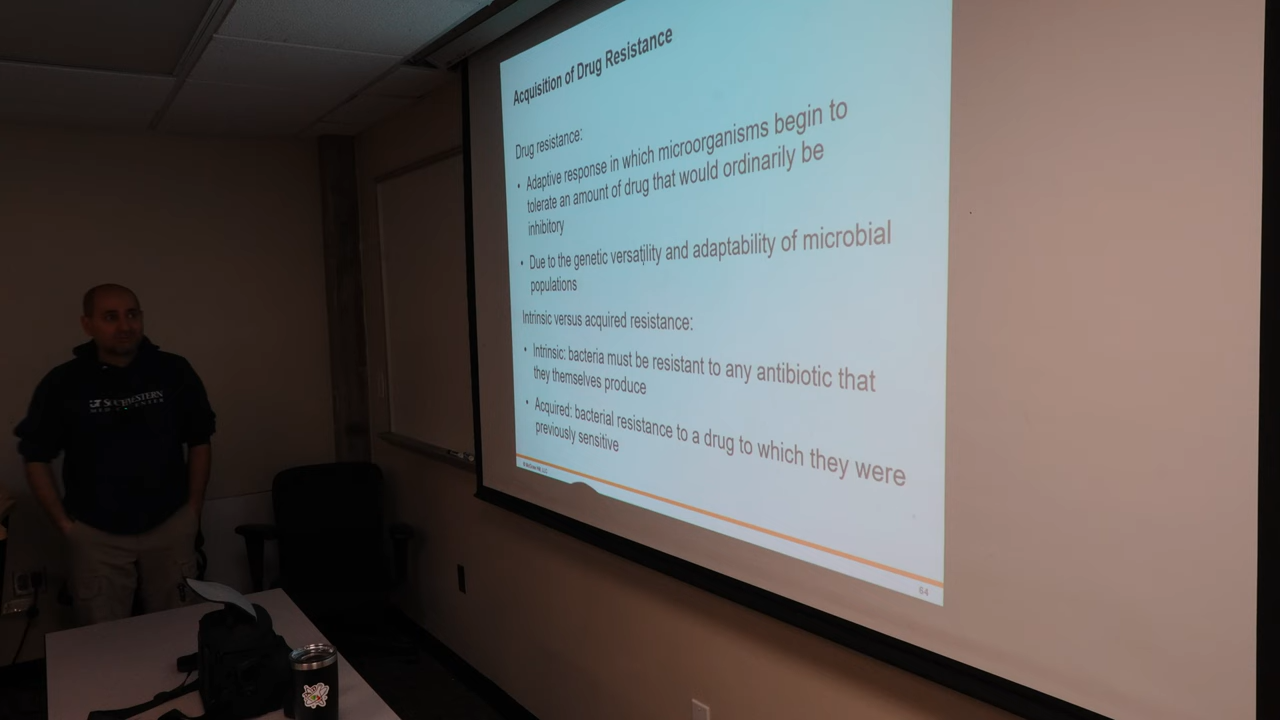 Acquisition of Drug Resistance
Drug resistance:
• Adaptive response in which microorganisms begin to
tolerate an amount of drug that would ordinarily be
inhibitory
• Due to the genetic versatility and adaptability of microbial
populations
Intrinsic versus acquired resistance:
• Intrinsic: bacteria must be resistant to any antibiotic that
they themselves produce
• Acquired: bacterial resistance to a drug to which they were
previously sensitive
64